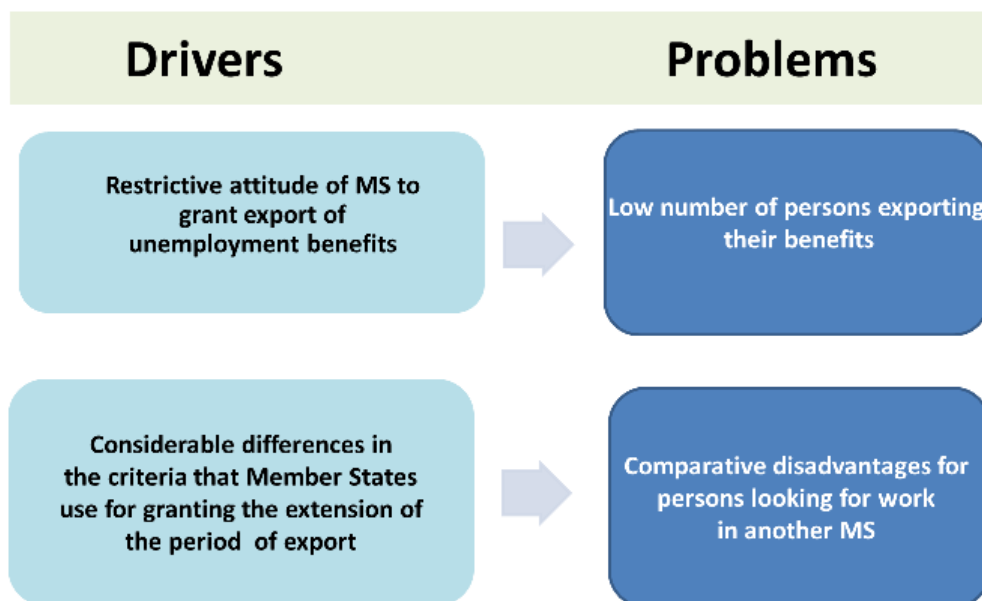 Drivers
Problems
Restrictive attitude of MS to
grant export of
unemployment benefits
Low number of persons exporting
their benefits
Considerable differences in
the criteria that Member States
use for granting the extension of
the period of export
Comparative disadvantages for
persons looking for work
in another MS